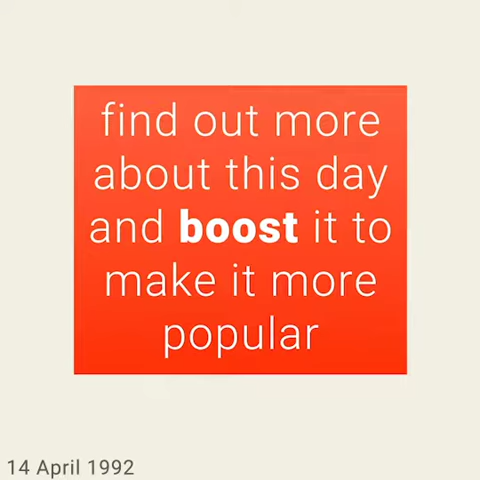 find out more
about this day
and boost it to
make it more
popular
14 April 1992